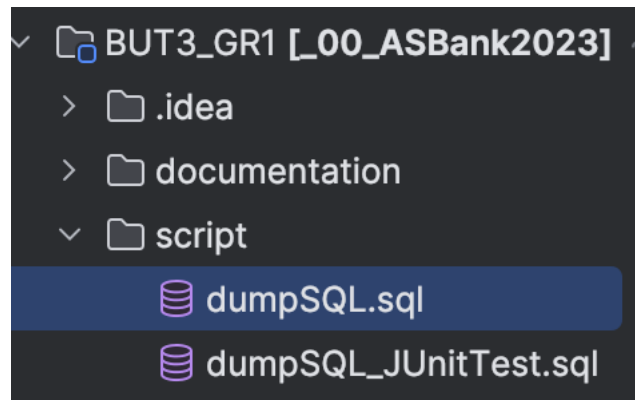 BUT3_GR1 [_00_ASBank2023]
.idea
documentation
script
dumpSQL.sql
dumpSQL_JUnitTest.sql